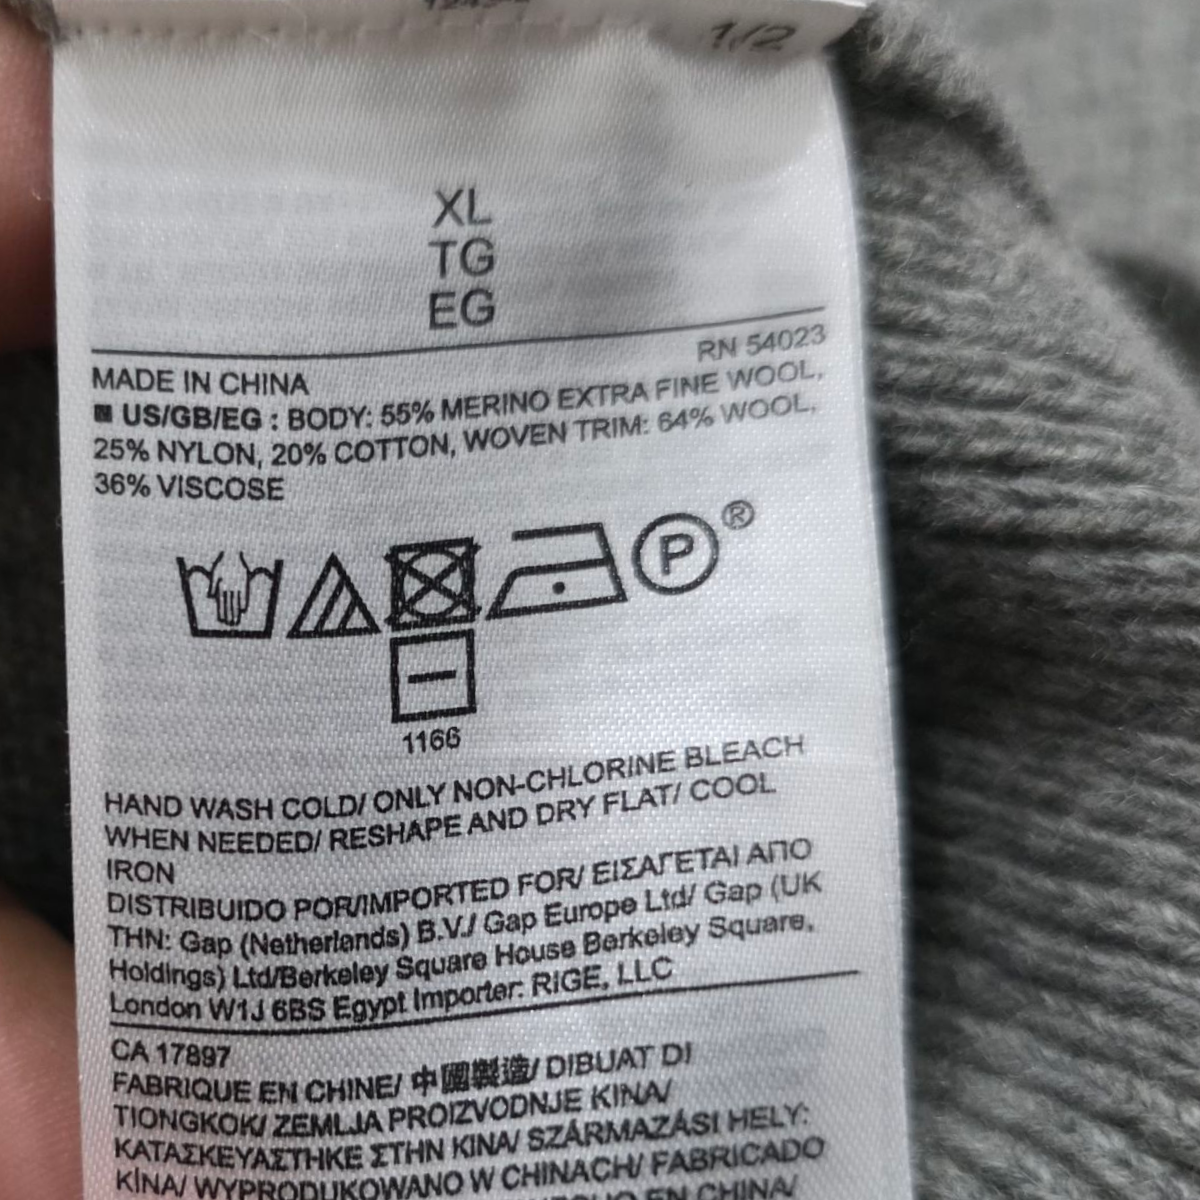 1/2
XL
TG
EG
RN 54023
MADE IN CHINA
US/GB/EG : BODY: 55% MERINO EXTRA FINE WOOL,
25% NYLON, 20% COTTON, WOVEN TRIM: 64% WOOL,
36% VISCOSE
P ®
1166
HAND WASH COLD/ ONLY NON-CHLORINE BLEACH
WHEN NEEDED/ RESHAPE AND DRY FLAT/ COOL
IRON
DISTRIBUIDO POR/IMPORTED FOR/ ΕΙΣΑΓΕΤΑΙ ΑΠΟ
ΤΗΝ: Gap (Netherlands) B.V./ Gap Europe Ltd/ Gap (UK
Holdings) Ltd/Berkeley Square House Berkeley Square,
London W1J 6BS Egypt Importer: RIGE, LLC
CA 17897
FABRIQUE EN CHINE/ 中國製造/ DIBUAT DI
TIONGKOK/ ZEMLJA PROIZVODNJE KINA/
ΚΑΤΑΣΚΕΥΑΣΤΗΚΕ ΣΤΗΝ ΚΙΝΑ/ SZÁRMAZÁSI HELY:
KÍNA/ WYPRODUKOWANO W CHINACH/ FABRICADO
EN CHINA/